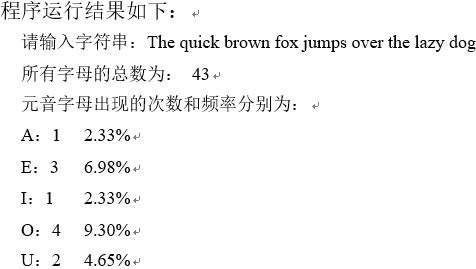 程序运行结果如下：
请输入字符串：The quick brown fox jumps over the lazy dog
所有字母的总数为： 43
元音字母出现的次数和频率分别为：
A：1 2.33%
E：3 6.98%
I：1 2.33%
O：4 9.30%
U：2 4.65%